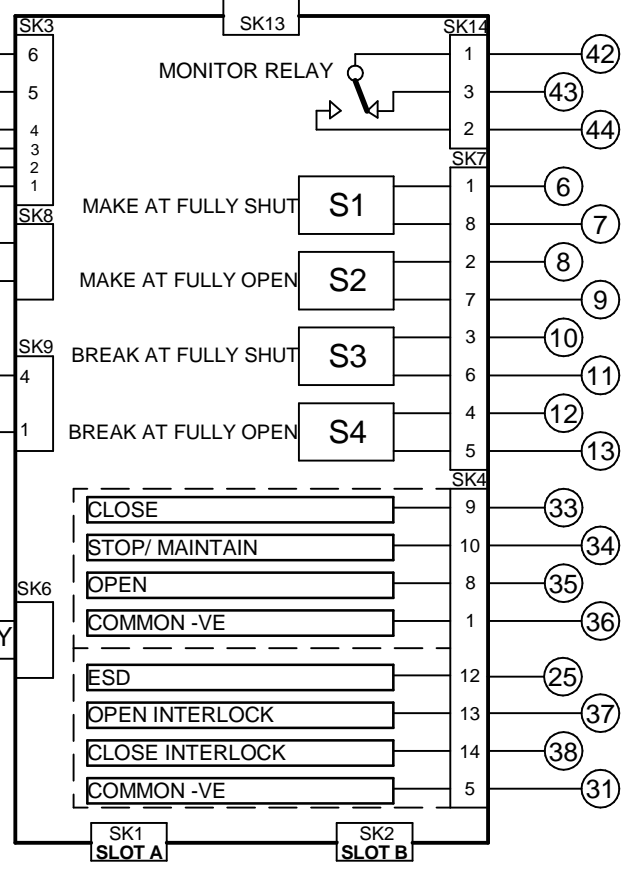 SK3
SK13
SK14
6
MONITOR RELAY
1
42
5
3
43
4
2
44
3
2
1
SK7
MAKE AT FULLY SHUT
S1
1
6
SK8
8
7
MAKE AT FULLY OPEN
S2
2
8
7
9
SK9
BREAK AT FULLY SHUT
S3
3
10
4
6
11
1
BREAK AT FULLY OPEN
S4
4
12
5
13
SK4
CLOSE
9
33
STOP/ MAINTAIN
10
34
SK6
OPEN
8
35
COMMON -VE
1
36
Y
ESD
12
25
OPEN INTERLOCK
13
37
CLOSE INTERLOCK
14
38
COMMON -VE
5
31
SK1
SLOT A
SK2
SLOT B